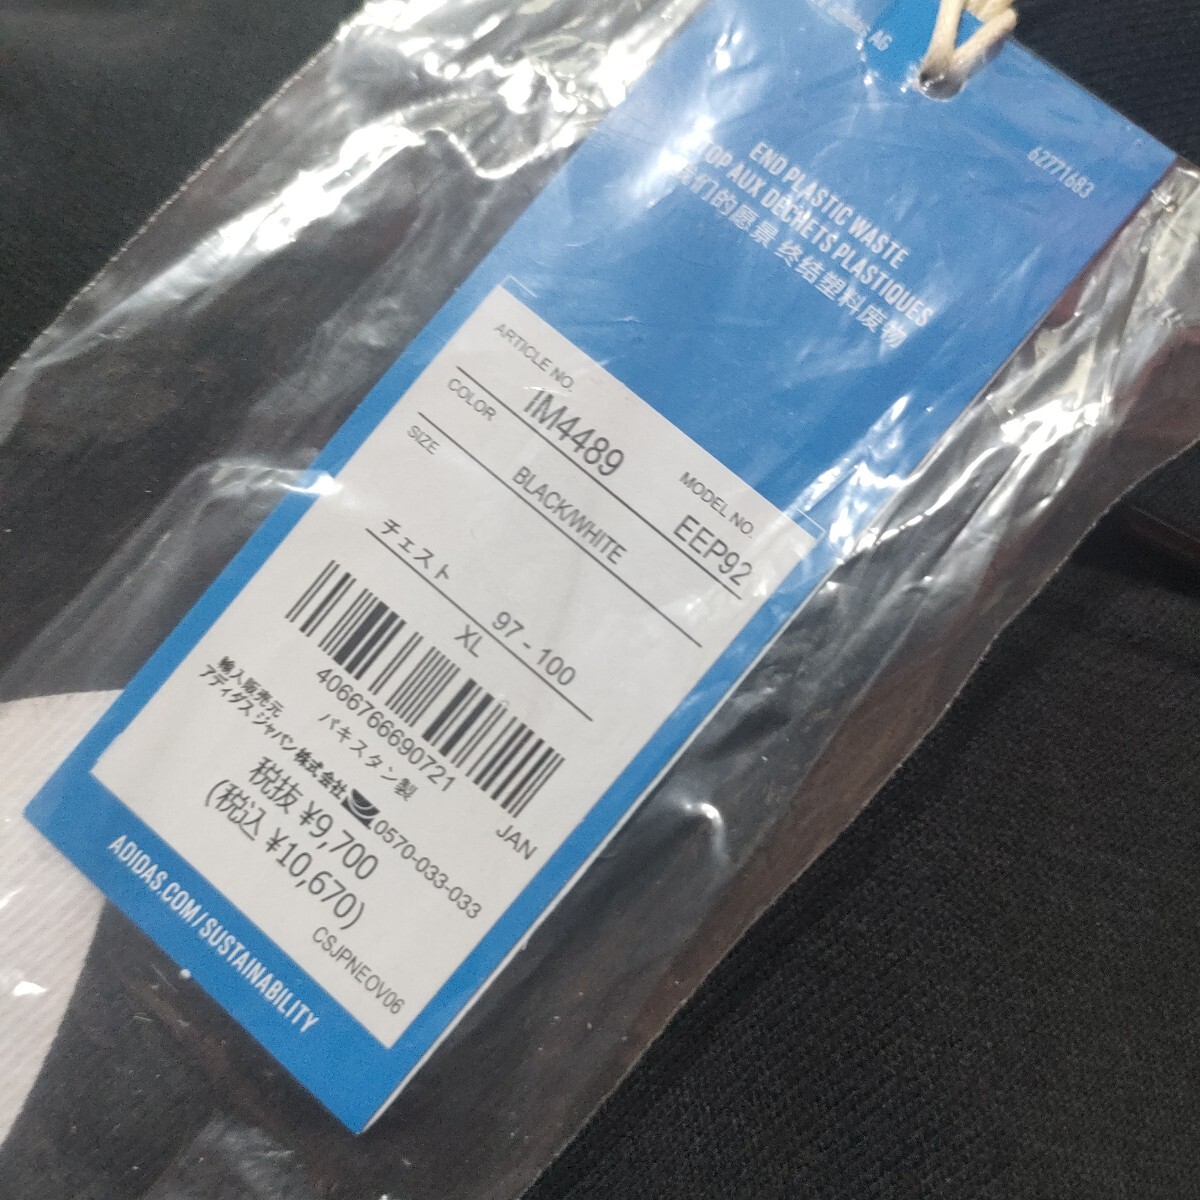 AG
62771683
END PLASTIC WASTE
STOP AUX DÉCHETS PLASTIQUES
我们的愿景 终结塑料废物
ARTICLE NO. MODEL NO.
IM4489 EEP92
COLOR
BLACK/WHITE
SIZE
チェスト 97 - 100
XL
4066766690721 JAN
パキスタン製
輸入販売元
アディダス ジャパン株式会社 0570-033-033
税抜 ¥9,700
(税込 ¥10,670)
CSJPNEOV06
ADIDAS.COM/SUSTAINABILITY